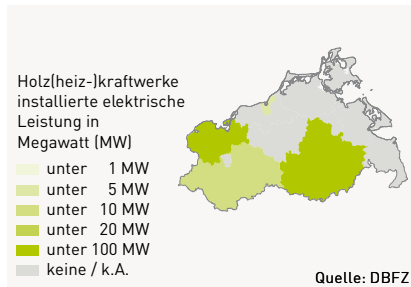 Holz(heiz-)kraftwerke
installierte elektrische
Leistung in
Megawatt (MW)
unter 1 MW
unter 5 MW
unter 10 MW
unter 20 MW
unter 100 MW
keine / k.A.
Quelle: DBFZ